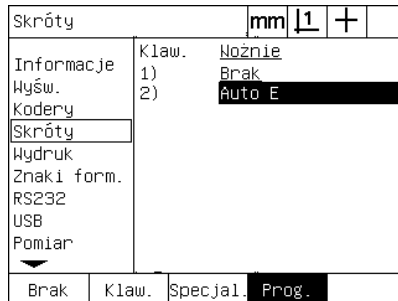 Skróty mm 1
Informacje
Wyśw.
Kodery
Skróty
Wydruk
Znaki form.
RS232
USB
Pomiar
Klaw. Nożnie
1) Brak
2) Auto E
Brak Klaw. Specjal. Prog.